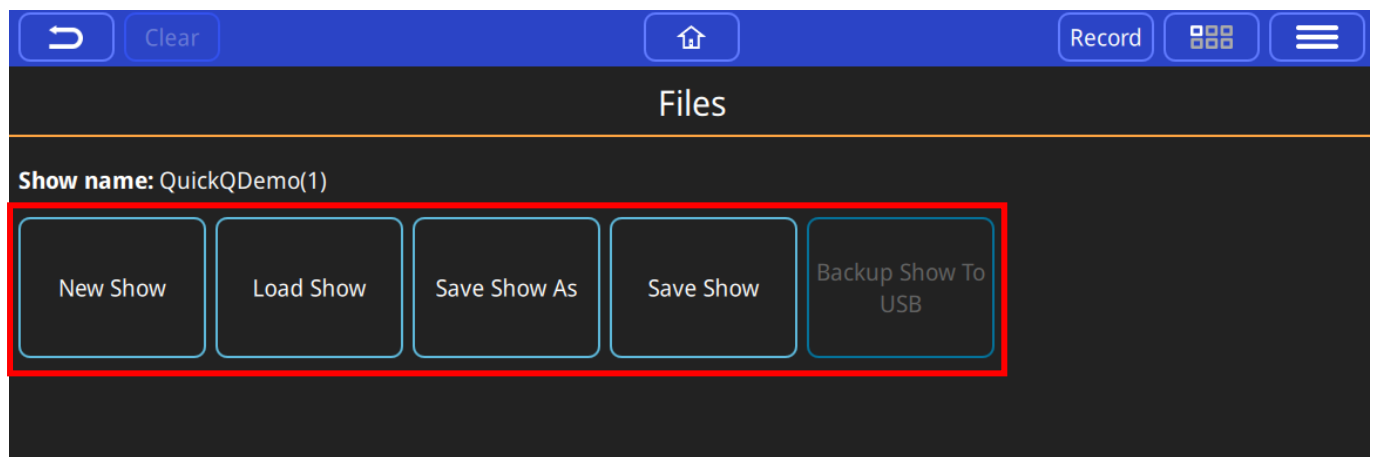 Clear
Record
Files
Show name: QuickQDemo(1)
New Show
Load Show
Save Show As
Save Show
Backup Show To
USB